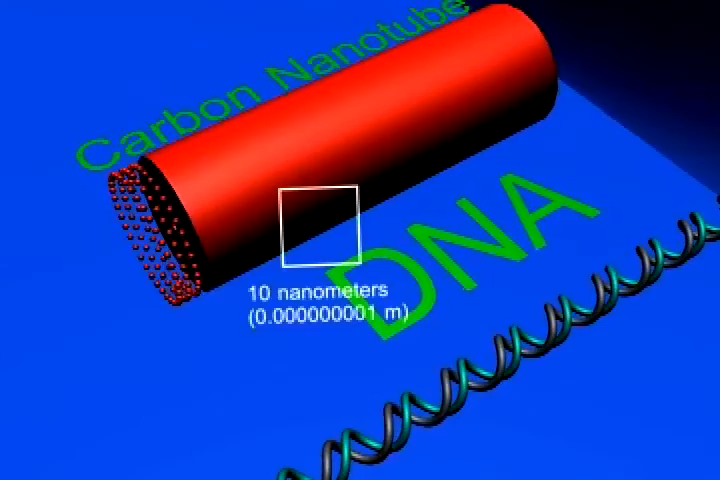 Carbon Nanotube
DNA
10 nanometers
(0.000000001 m)